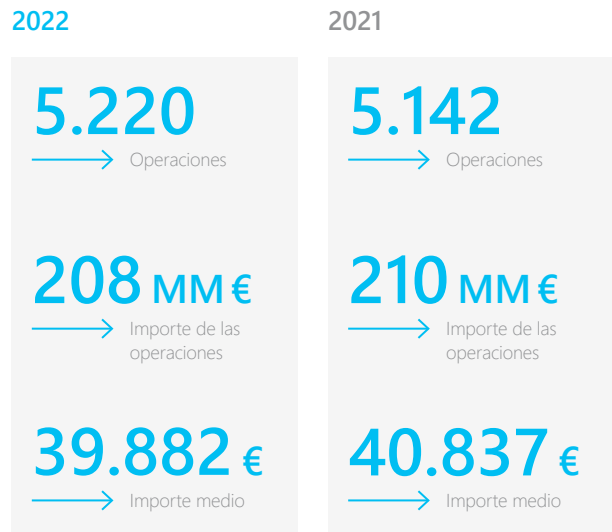 2022
5.220
Operaciones
208 MM €
Importe de las
operaciones
39.882 €
Importe medio
2021
5.142
Operaciones
210 MM €
Importe de las
operaciones
40.837 €
Importe medio